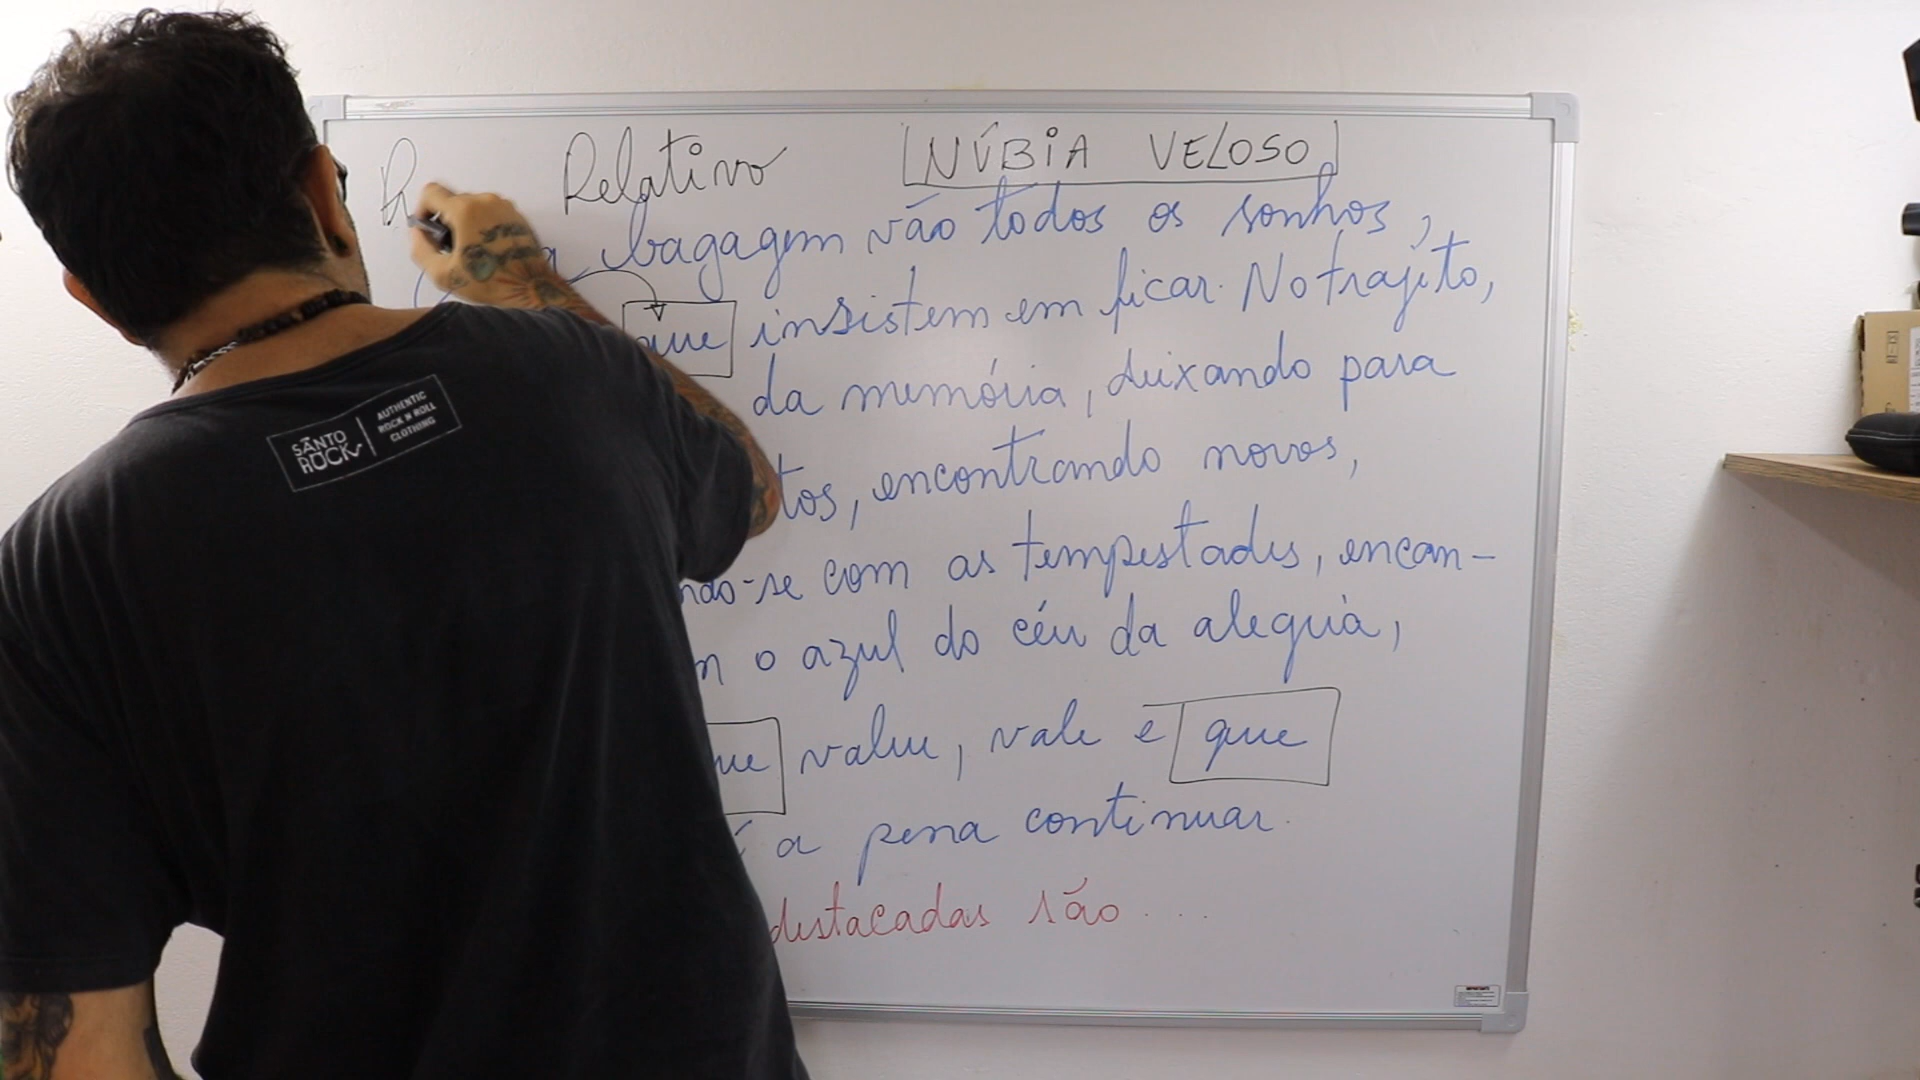 Relativo NÚBIA VELOSO
a bagagem vão todos os sonhos,
que insistem em ficar. No trajeto,
da memória, deixando para
tos, encontrando novos,
ndo-se com as tempestades, encan-
m o azul do céu da alegria,
ue valeu, vale e que
a pena continuar.
destacadas são ...
SANTO ROCK
AUTHENTIC
ROCK N ROLL
CLOTHING